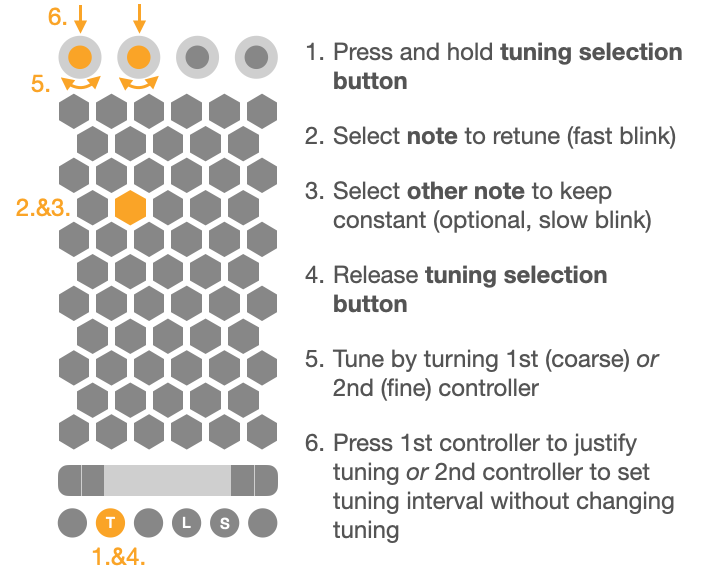 6.
5.
2.&3.
T
L
S
1.&4.
1. Press and hold tuning selection
button
2. Select note to retune (fast blink)
3. Select other note to keep
constant (optional, slow blink)
4. Release tuning selection
button
5. Tune by turning 1st (coarse) or
2nd (fine) controller
6. Press 1st controller to justify
tuning or 2nd controller to set
tuning interval without changing
tuning